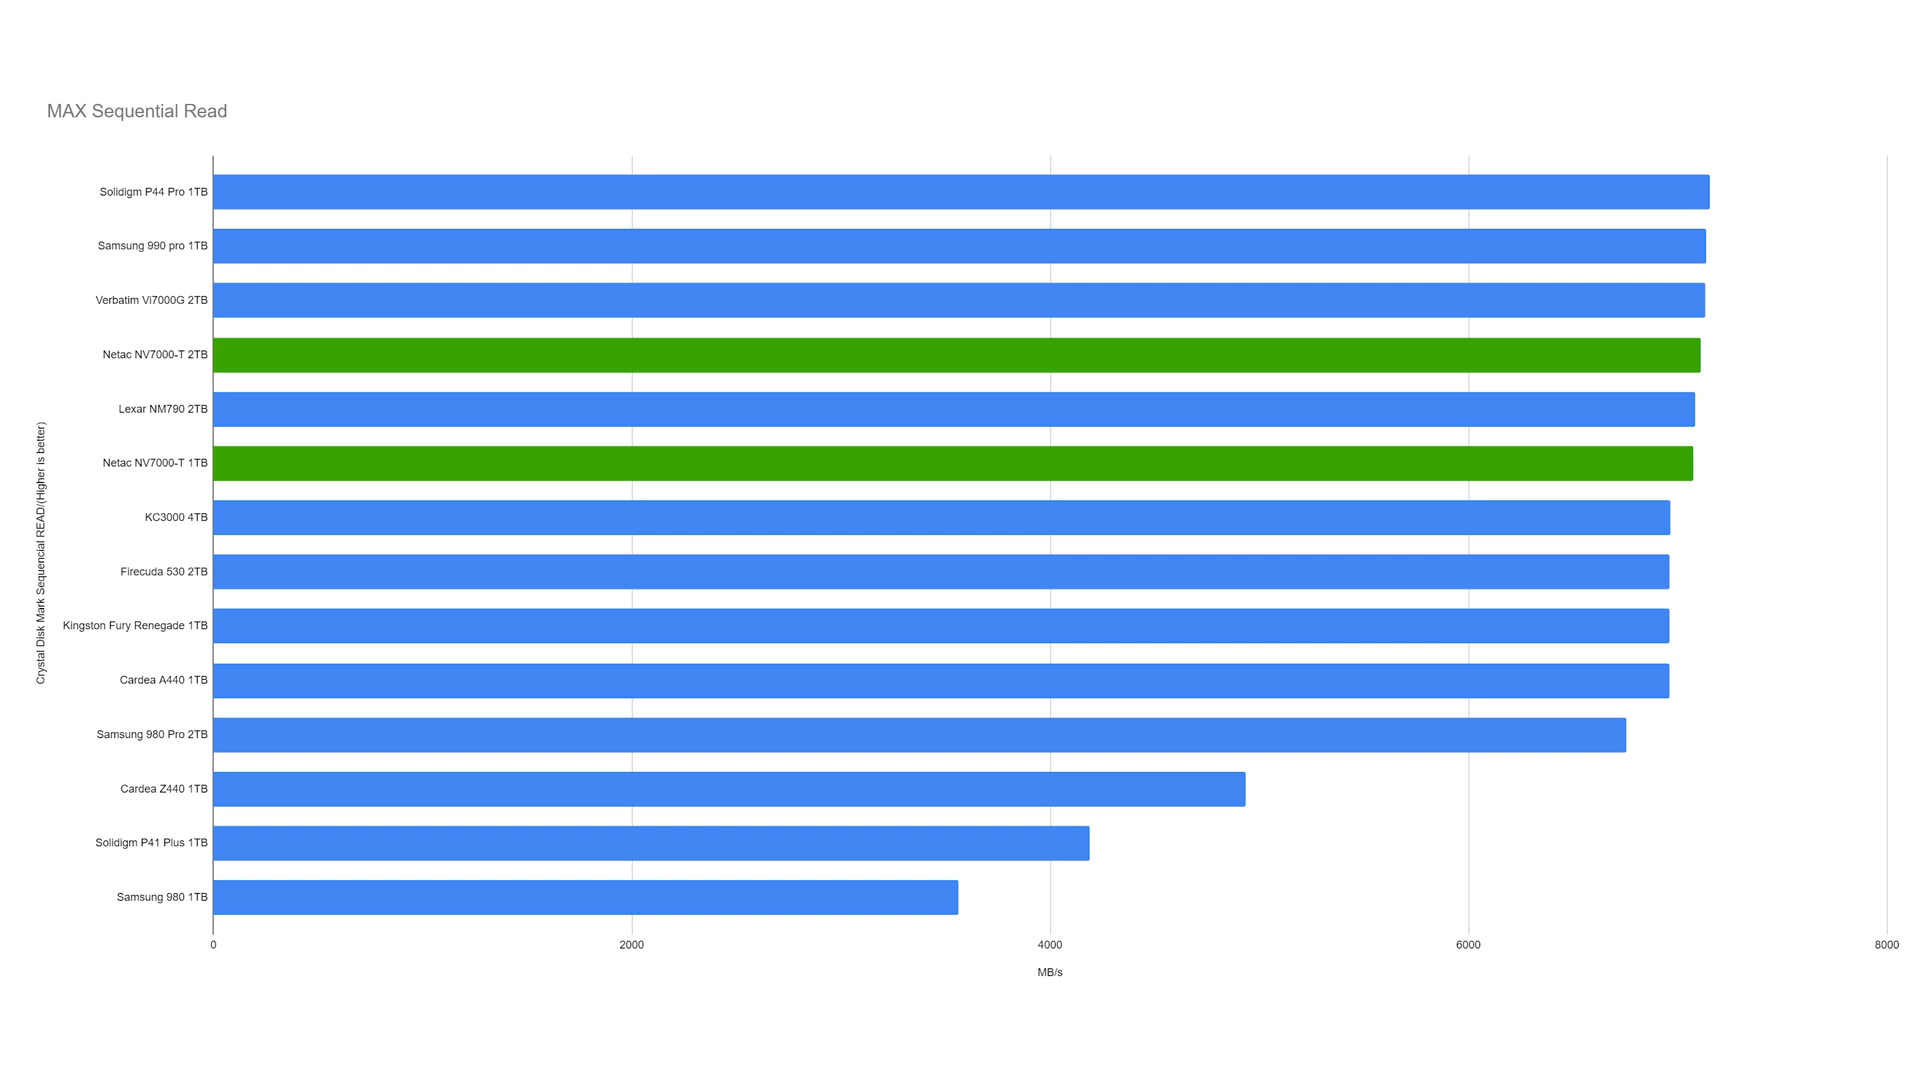 MAX Sequential Read
Crystal Disk Mark Sequencial READ/(Higher is better)
Solidigm P44 Pro 1TB
Samsung 990 pro 1TB
Verbatim Vi7000G 2TB
Netac NV7000-T 2TB
Lexar NM790 2TB
Netac NV7000-T 1TB
KC3000 4TB
Firecuda 530 2TB
Kingston Fury Renegade 1TB
Cardea A440 1TB
Samsung 980 Pro 2TB
Cardea Z440 1TB
Solidigm P41 Plus 1TB
Samsung 980 1TB
0 2000 4000 6000 8000
MB/s